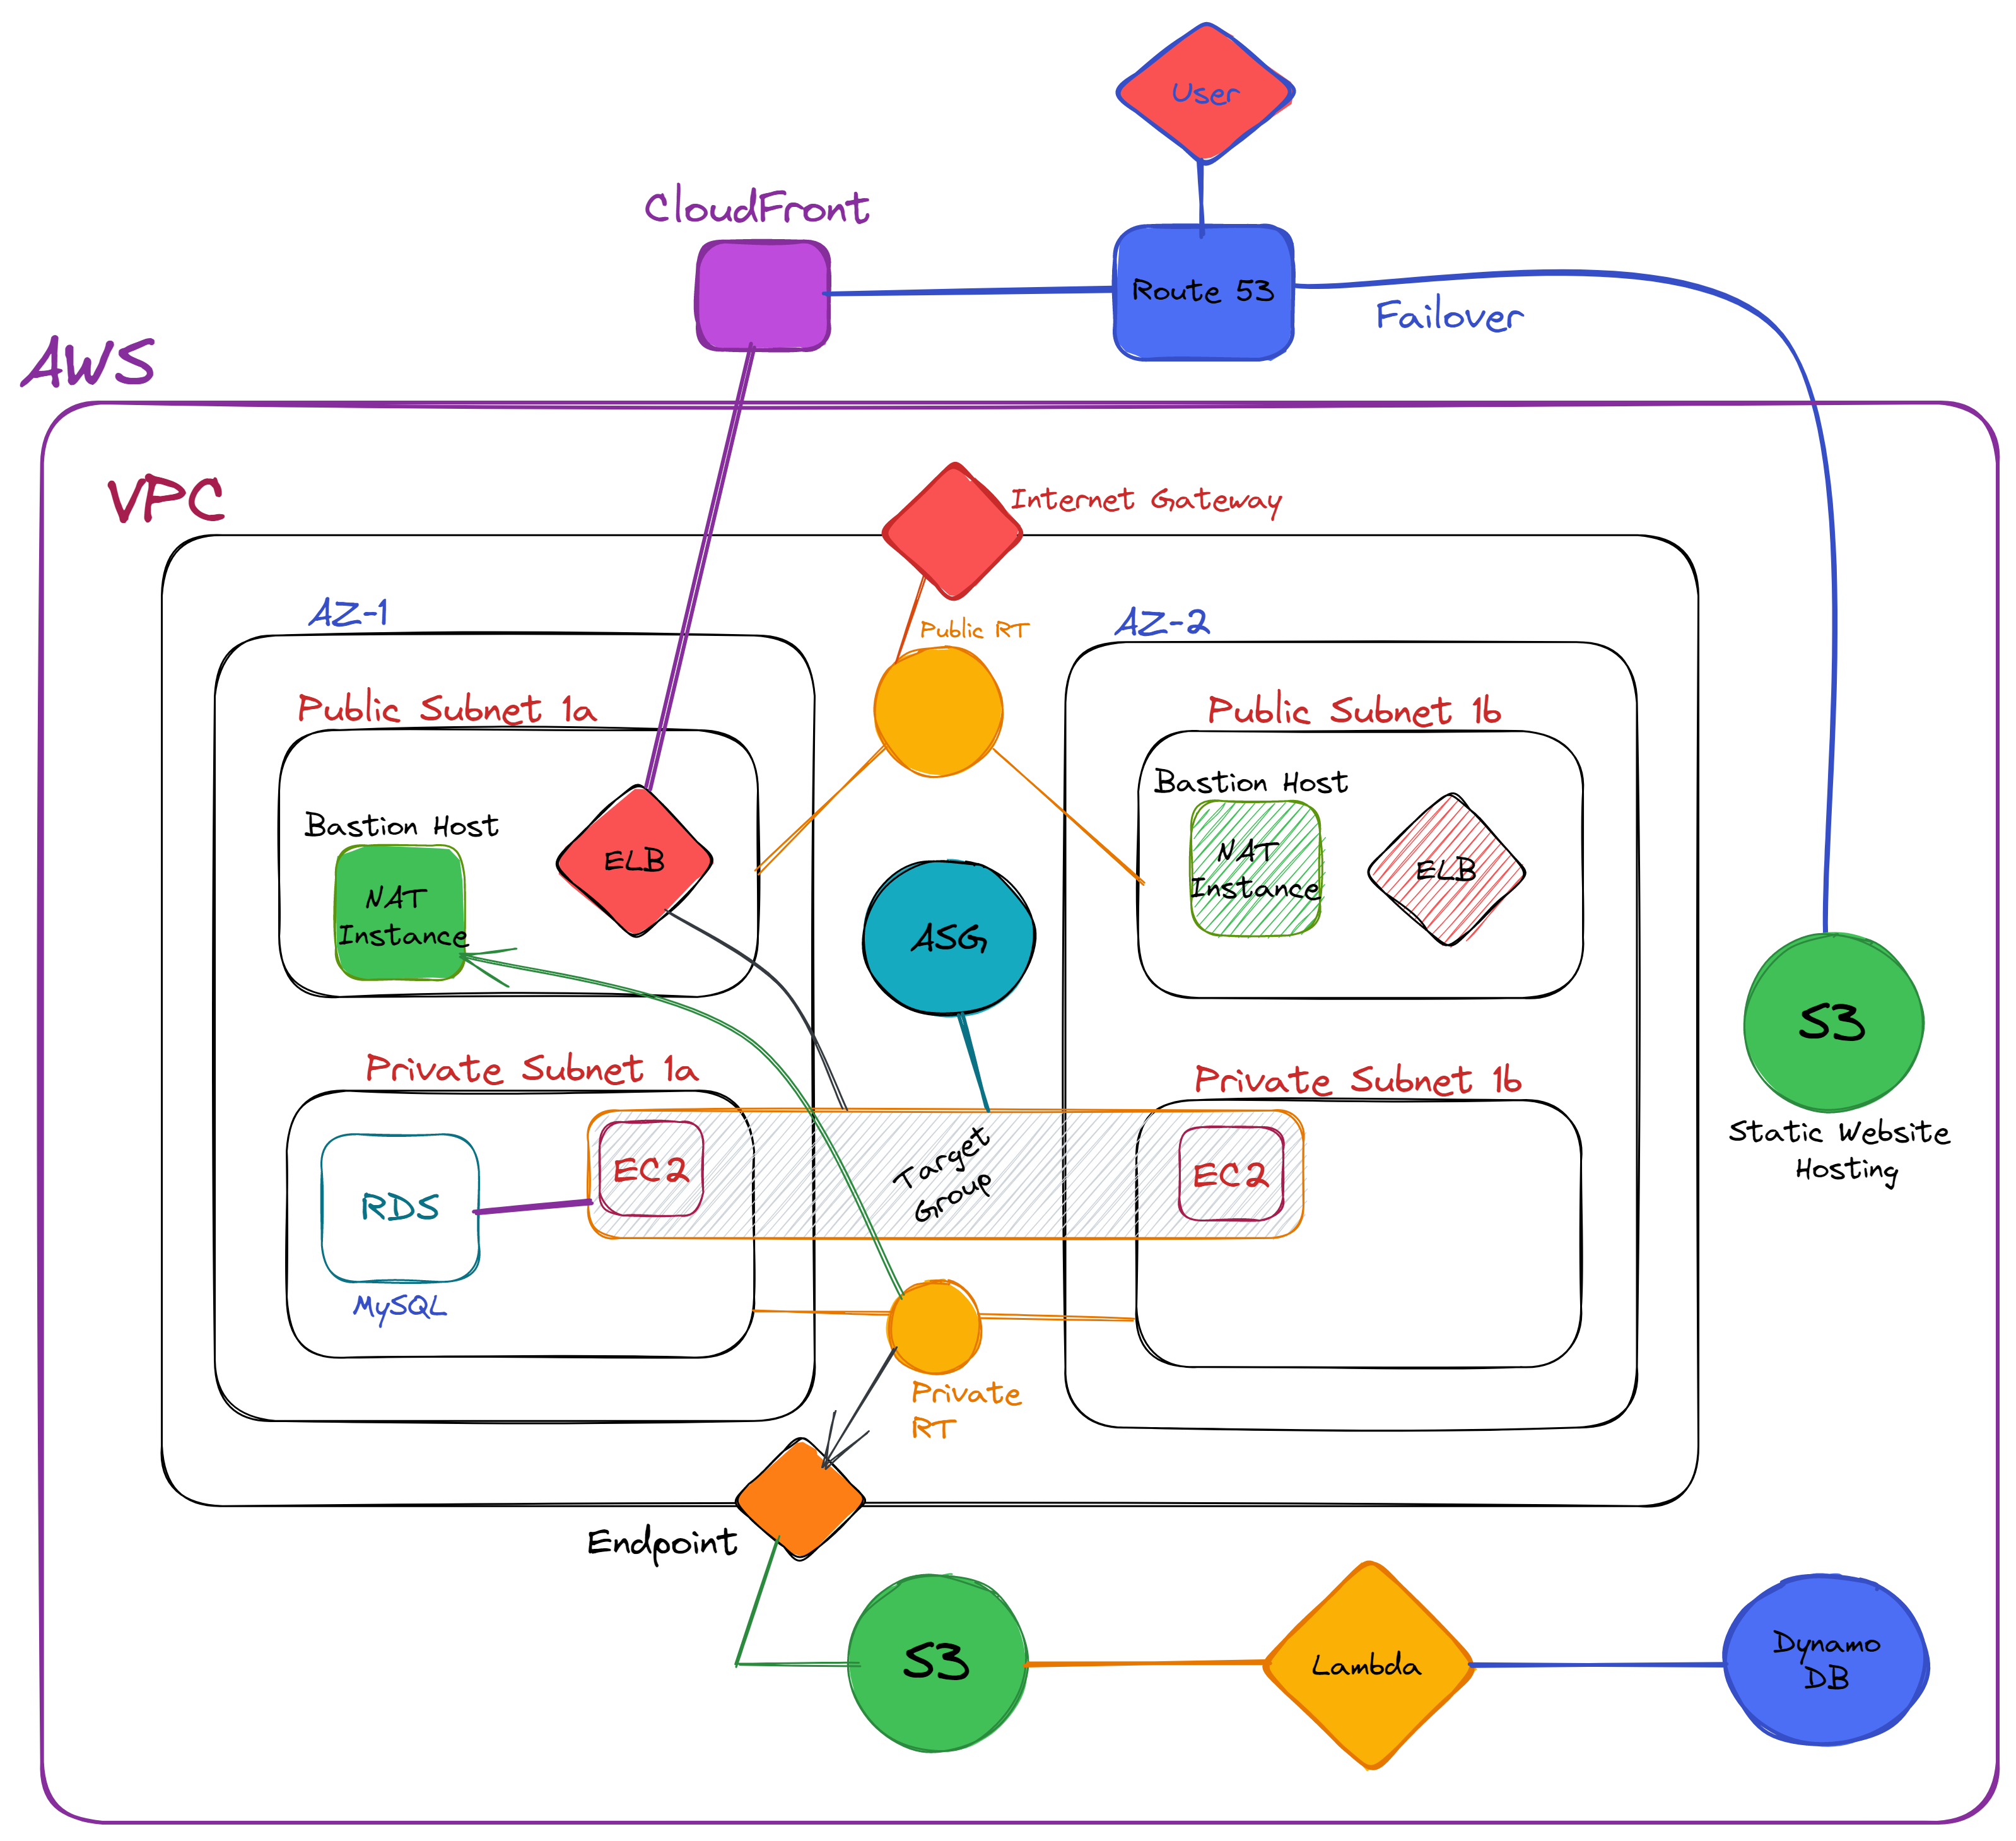 User
CloudFront
Route 53
Failover
AWS
VPC
Internet Gateway
AZ-1
Public RT
AZ-2
Public Subnet 1a
Public Subnet 1b
Bastion Host
NAT
Instance
ELB
ASG
Bastion Host
NAT
Instance
ELB
S3
Static Website
Hosting
Private Subnet 1a
Private Subnet 1b
RDS
MySQL
EC2
Target
Group
EC2
Private
RT
Endpoint
S3
Lambda
Dynamo
DB